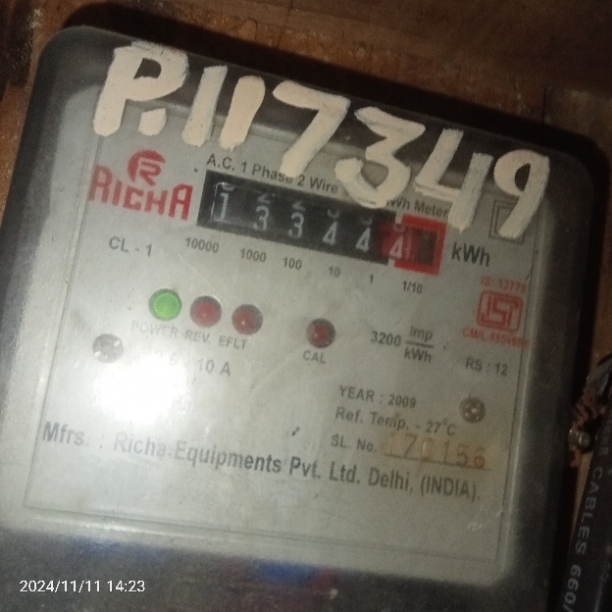 P.117349
A.C. 1 Phase 2 Wire kWh Meter
RICHA
1 3 3 4 4 4 kWh
CL - 1 10000 1000 100 10 1 1/10
IS: 13779
ISI
POWER REV. EFLT CAL
3200 imp/kWh
10 A
RS : 12
YEAR : 2009
Ref. Temp. - 27°C
SL. No.
Mfrs. : Richa Equipments Pvt. Ltd. Delhi, (INDIA).
CABLES 660
2024/11/11 14:23